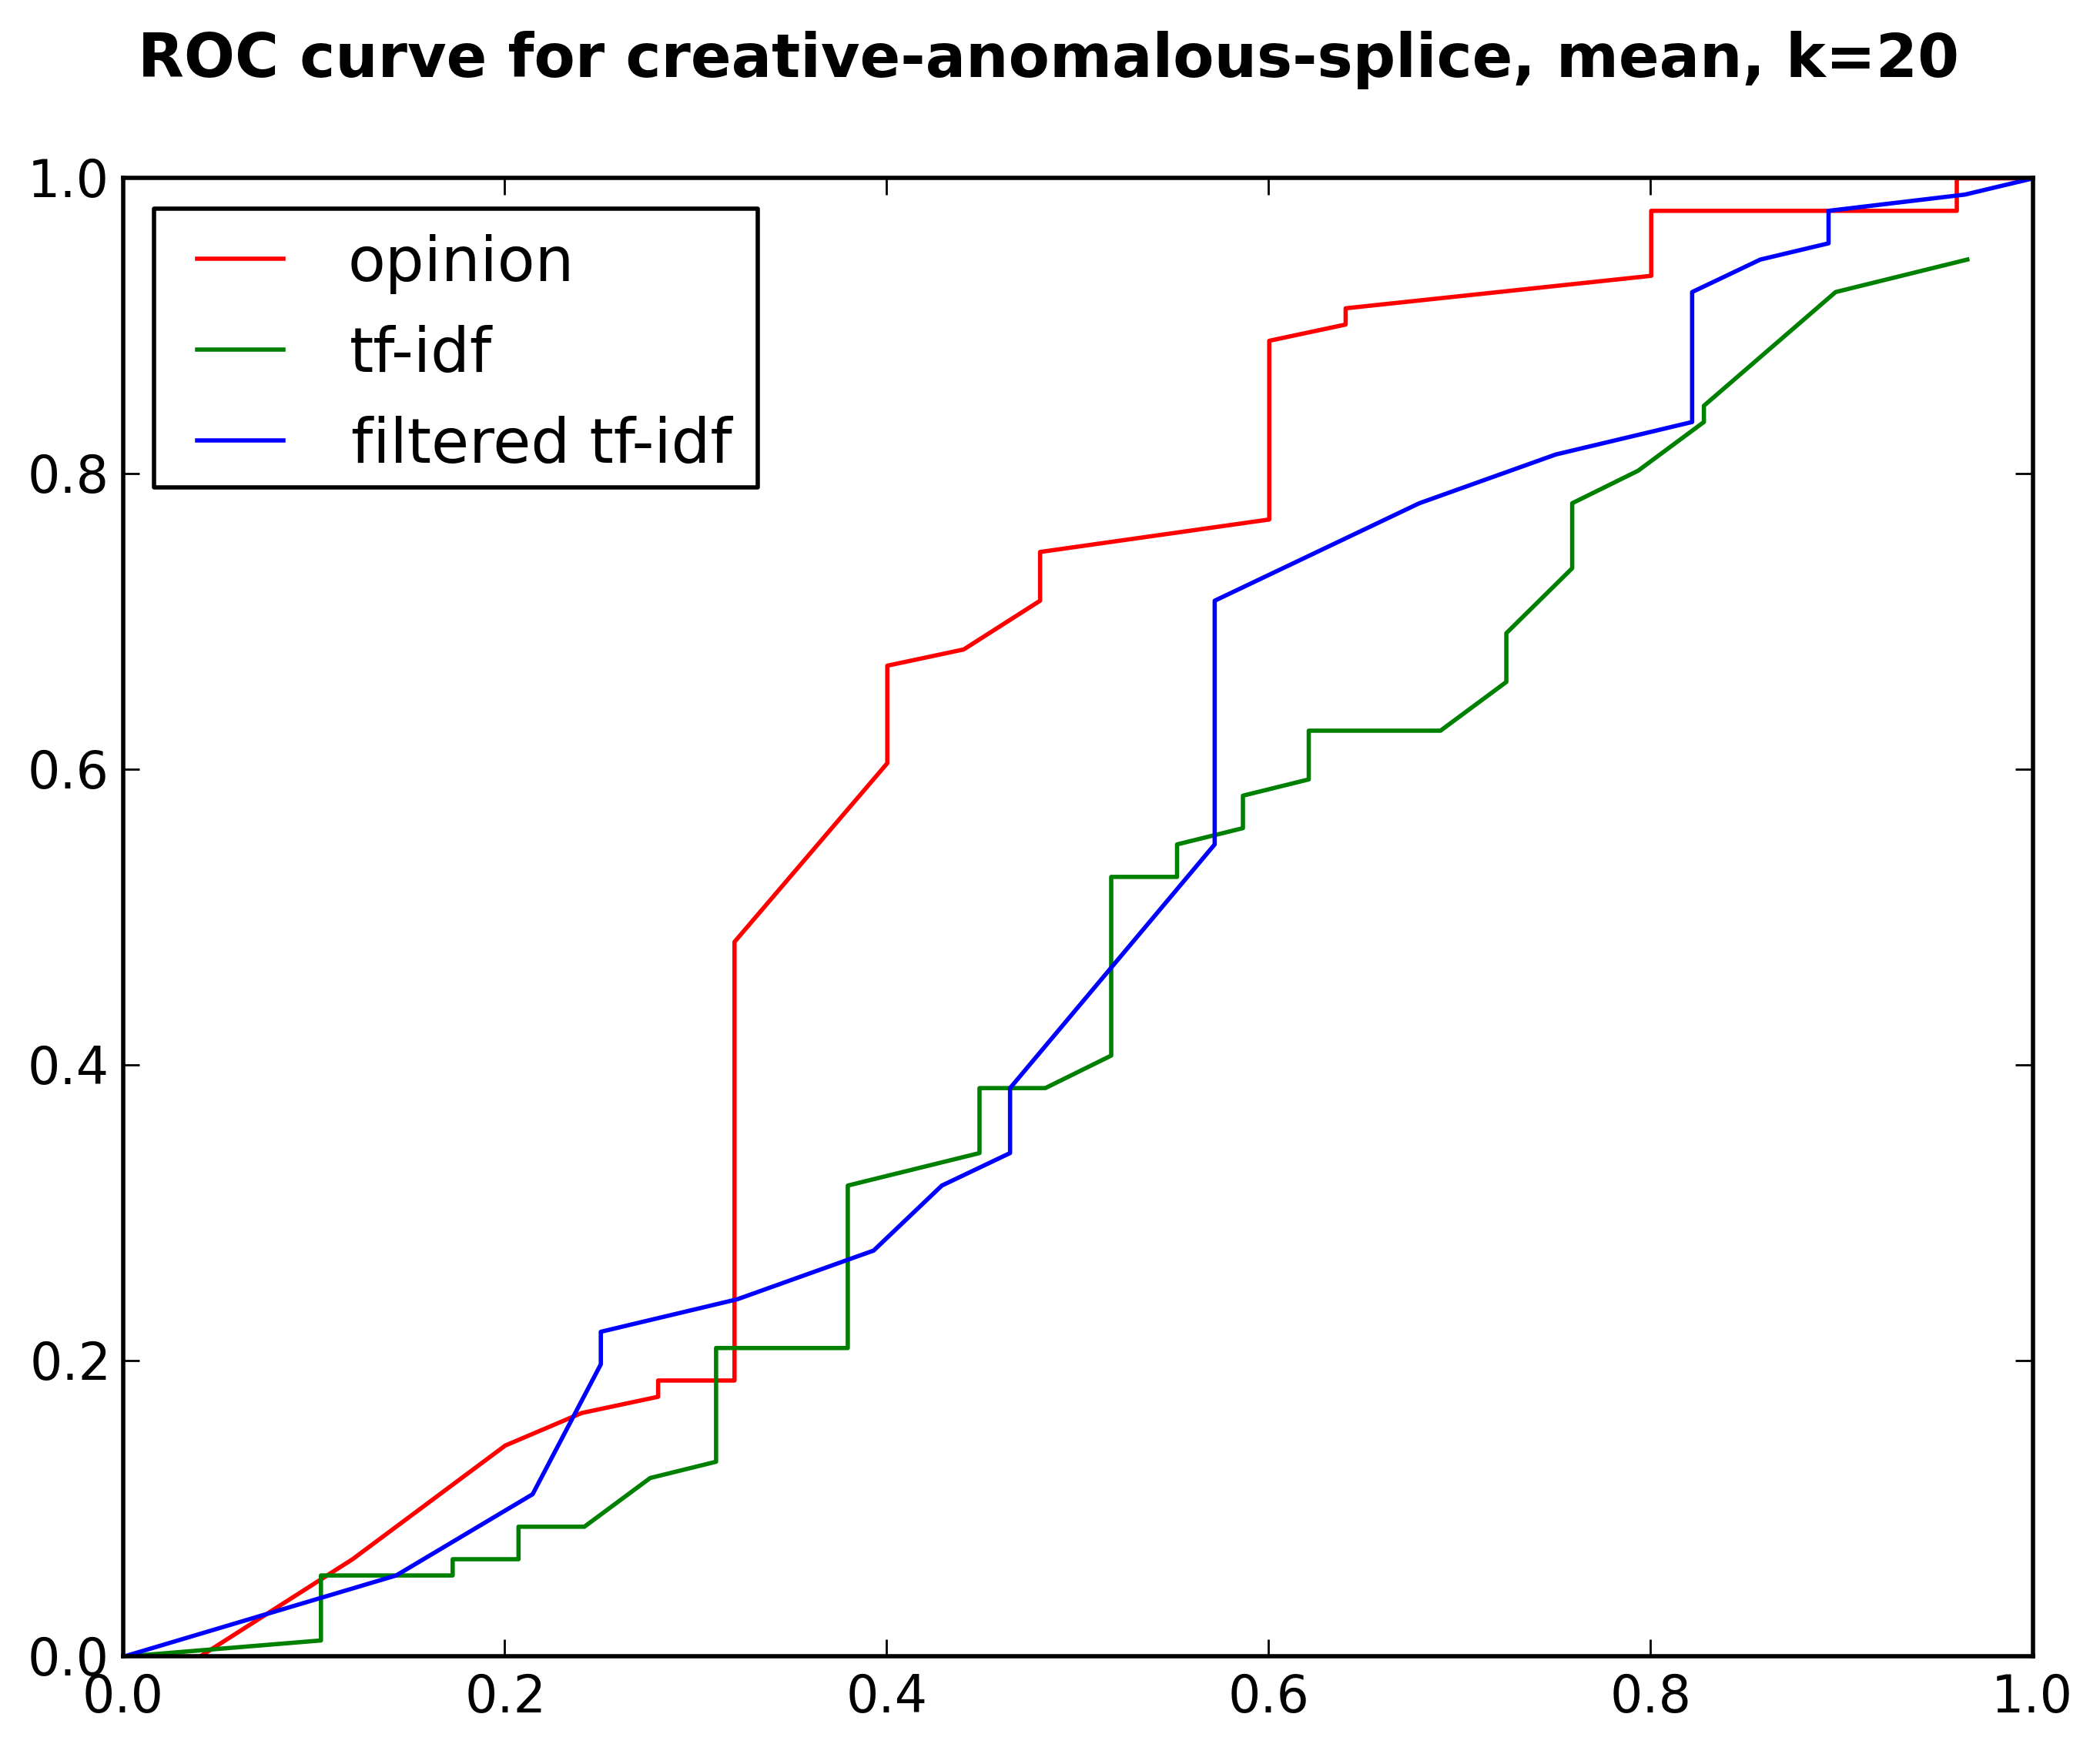 ROC curve for creative-anomalous-splice, mean, k=20
1.0
opinion
tf-idf
filtered tf-idf
0.8
0.6
0.4
0.2
0.0
0.0 0.2 0.4 0.6 0.8 1.0